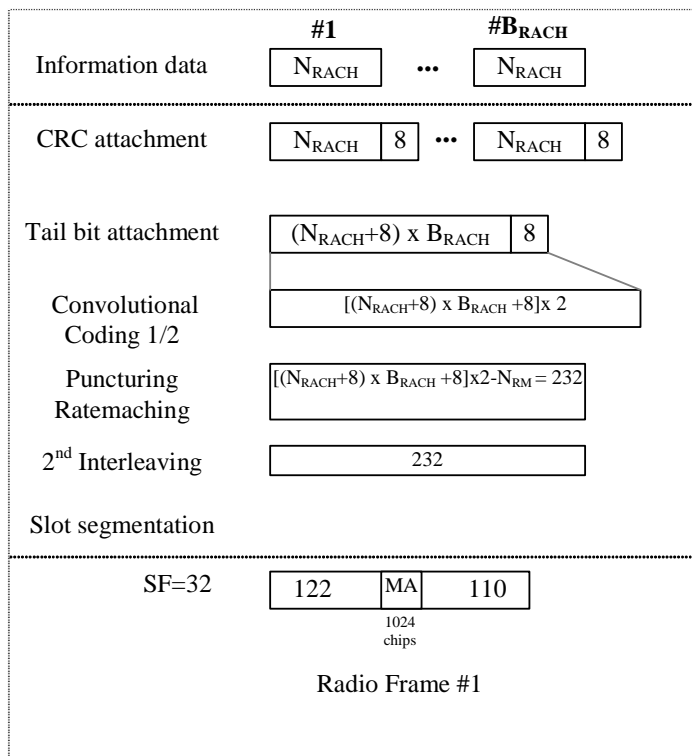 #1 #B_RACH
Information data N_RACH ... N_RACH
CRC attachment N_RACH 8 ... N_RACH 8
Tail bit attachment (N_RACH+8) x B_RACH 8
Convolutional
Coding 1/2
[(N_RACH+8) x B_RACH +8]x 2
Puncturing
Ratemaching
[(N_RACH+8) x B_RACH +8]x2-N_RM = 232
2nd Interleaving 232
Slot segmentation
SF=32 122 MA 110
1024
chips
Radio Frame #1